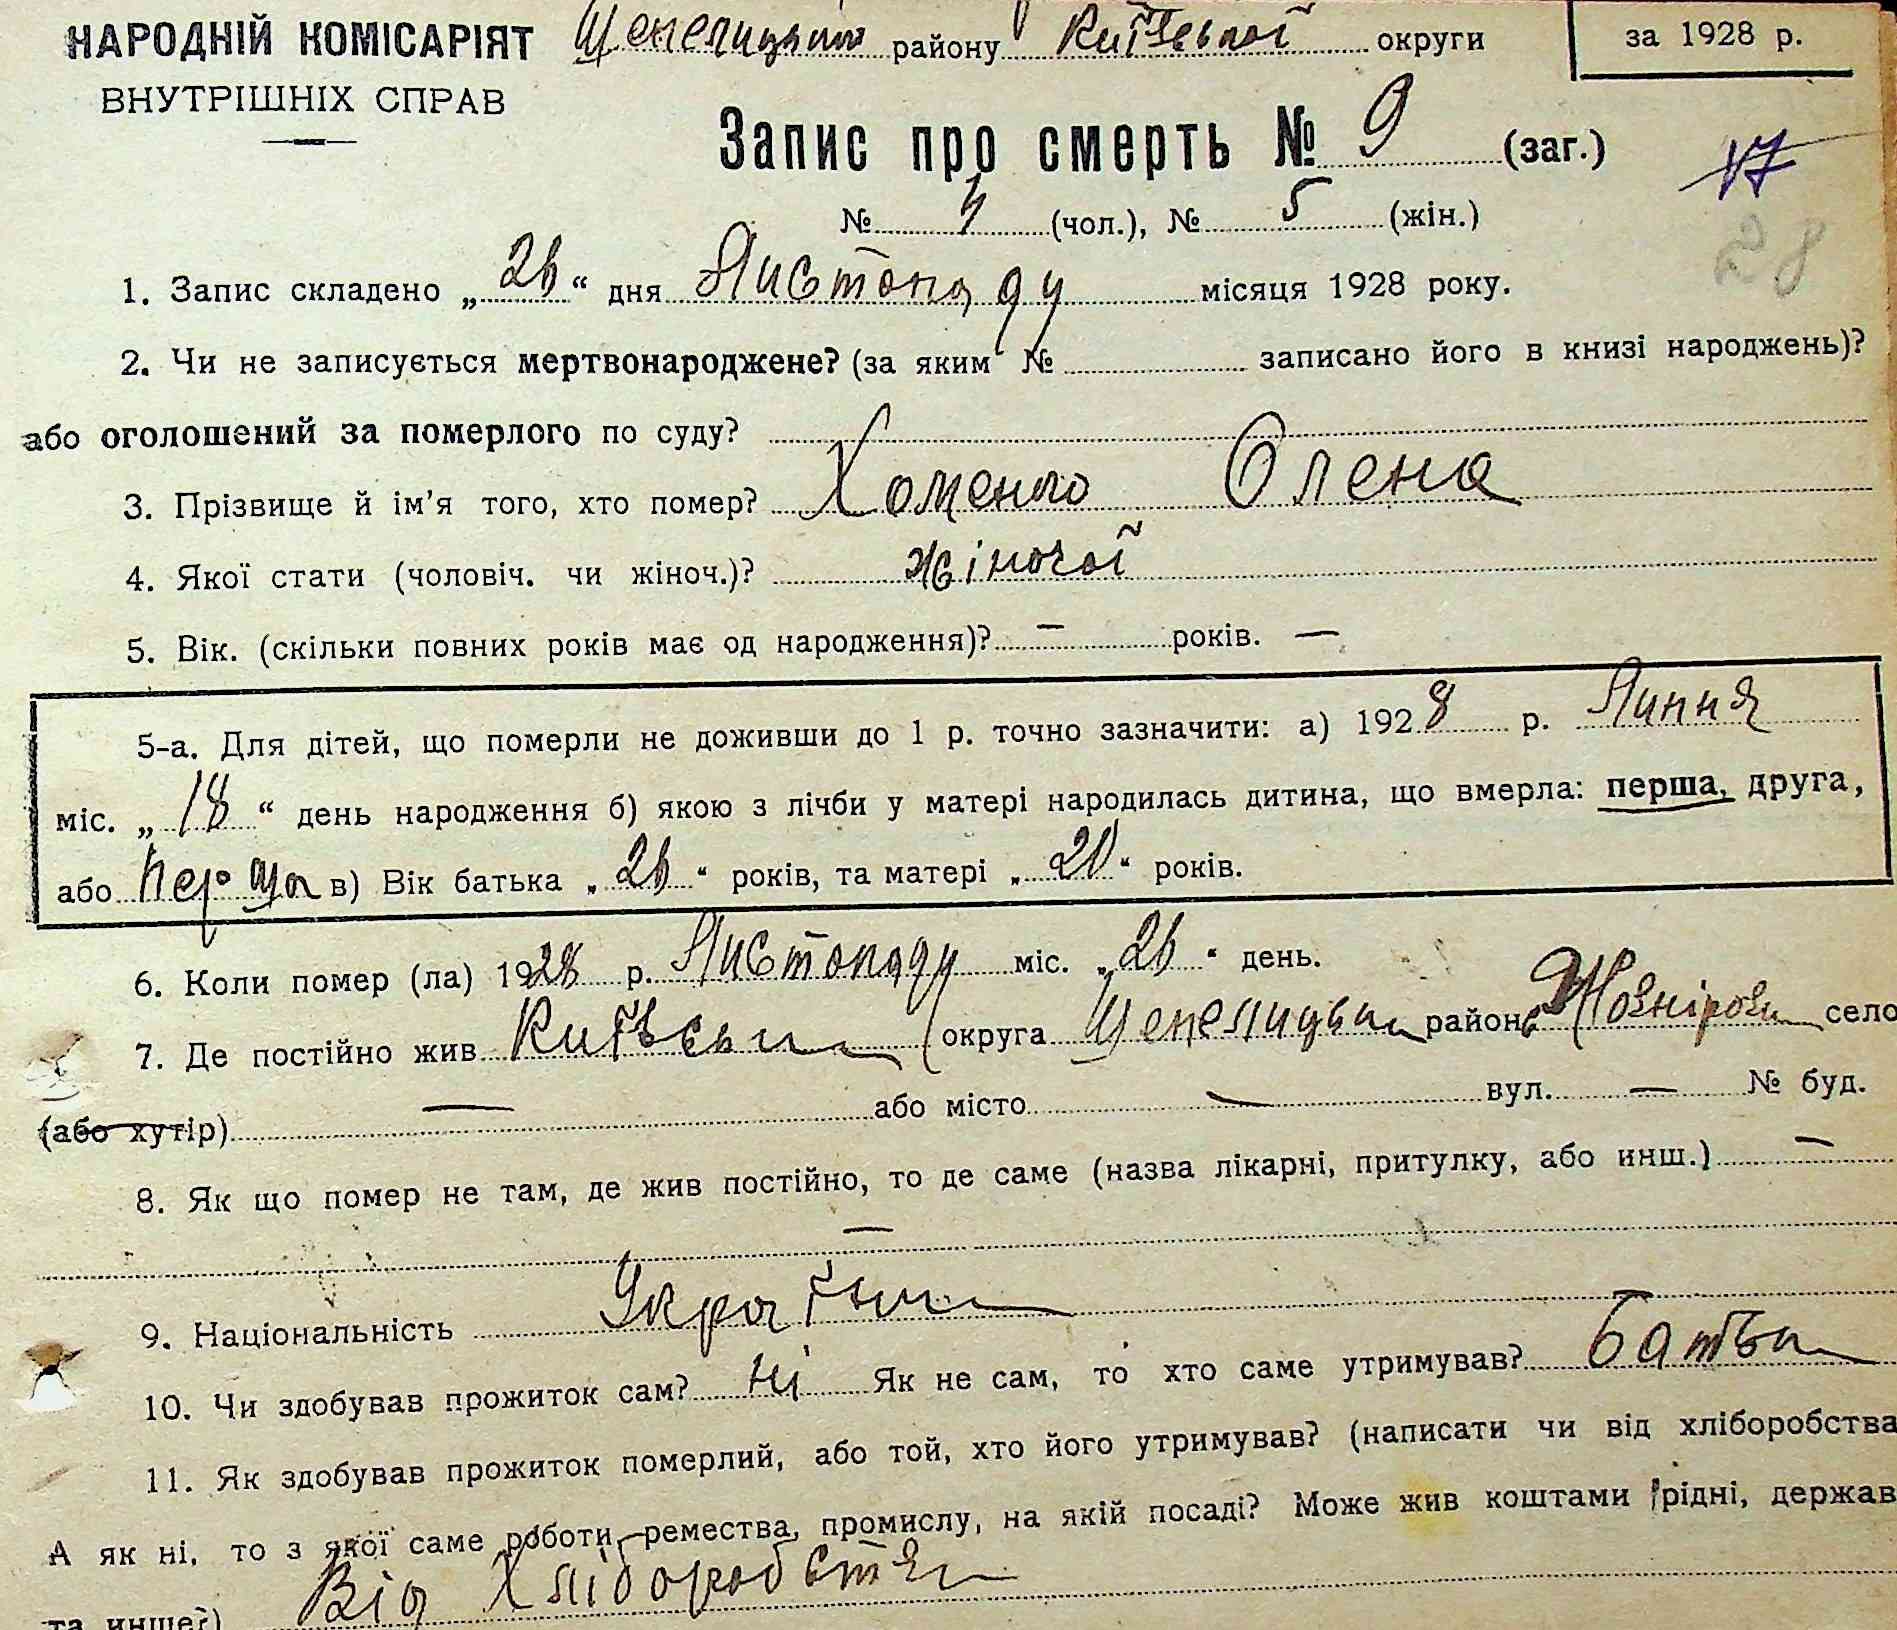 НАРОДНІЙ КОМІСАРІЯТ
ВНУТРІШНІХ СПРАВ
району Київської округи
за 1928 р.
Запис про смерть № 9 (заг.)
17
№ 4 (чол.), № 5 (жін.)
28
1. Запис складено „26“ дня Листопаду місяця 1928 року.
2. Чи не записується мертвонароджене? (за яким № записано його в книзі народжень)?
або оголошений за померлого по суду?
3. Прізвище й ім’я того, хто помер? Хоменко Олена
4. Якої стати (чоловіч. чи жіноч.)? жіночої
5. Вік. (скільки повних років має од народження)? – років. —
5-а. Для дітей, що померли не доживши до 1 р. точно зазначити: а) 1928 р. Липня
міс. „18“ день народження б) якою з лічби у матері народилась дитина, що вмерла: перша, друга,
або перша в) Вік батька „26“ років, та матері „20“ років.
6. Коли помер (ла) 1928 р. Листопаду міс. „26“ день.
7. Де постійно жив Київська округа район село
(або хутір) — або місто — вул. — № буд.
8. Як що помер не там, де жив постійно, то де саме (назва лікарні, притулку, або инш.) —
—
9. Національність Україн
10. Чи здобував прожиток сам? Ні Як не сам, то хто саме утримував? Батько
11. Як здобував прожиток померлий, або той, хто його утримував? (написати чи від хліборобства
А як ні, то з якої саме роботи, ремества, промислу, на якій посаді? Може жив коштами рідні, держав
та инше?) Від Хліборобства